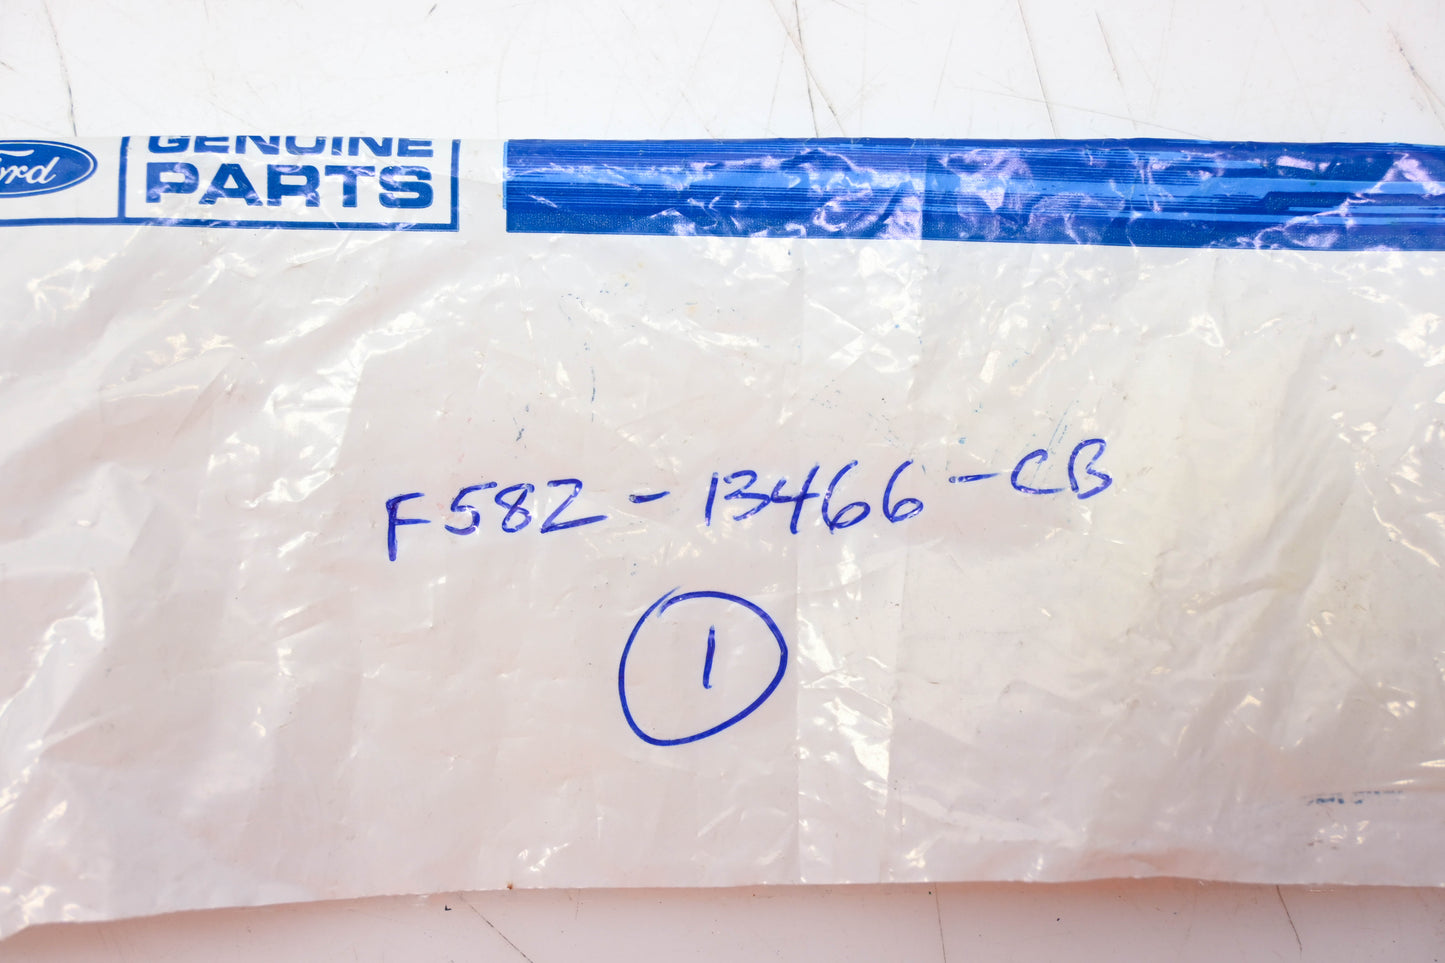 Ford GENUINE
PARTS
F58Z-13466-CB
1